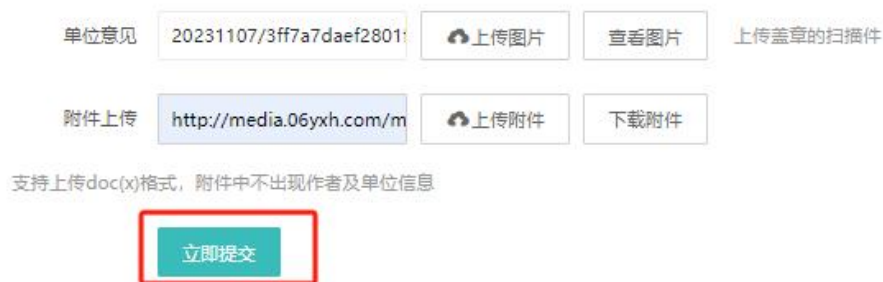 单位意见 20231107/3ff7a7daef2801 上传图片 查看图片 上传盖章的扫描件
附件上传 http://media.06yxh.com/m 上传附件 下载附件
支持上传doc(x)格式，附件中不出现作者及单位信息
立即提交